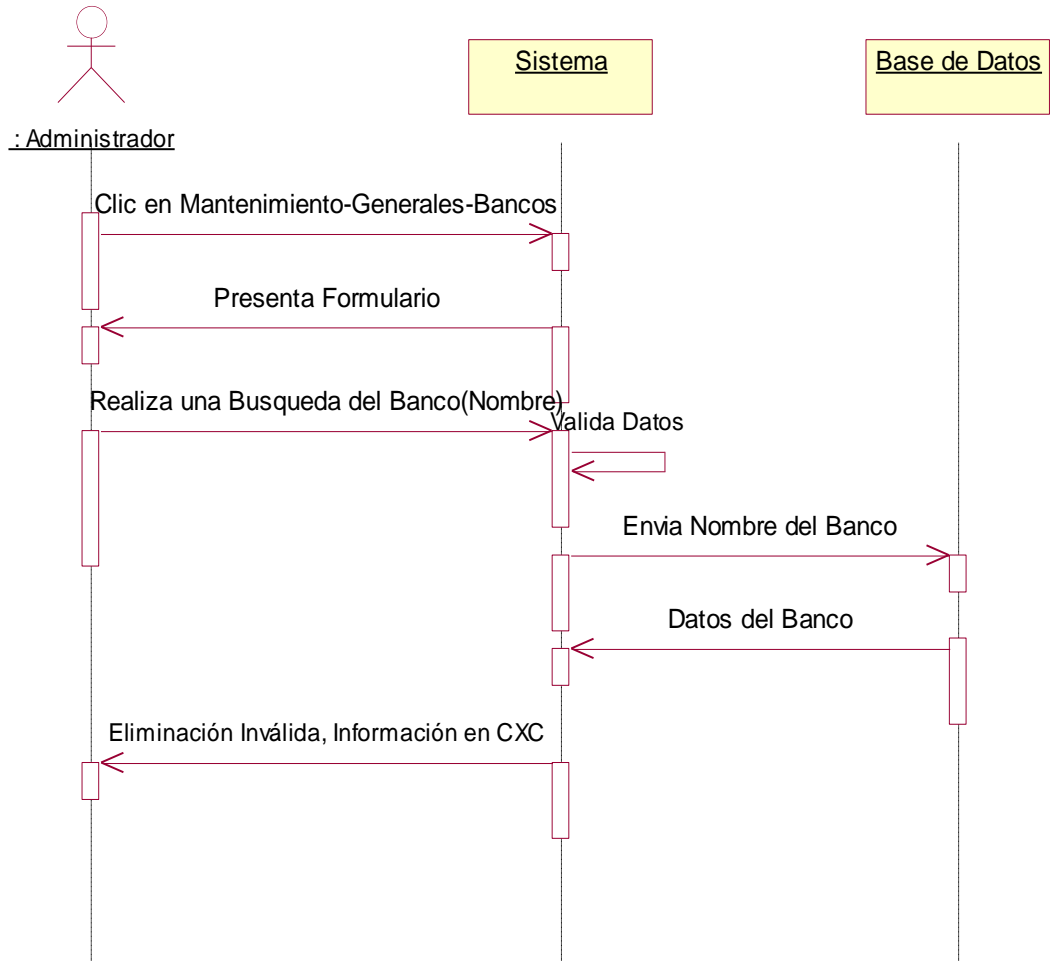 Sistema
Base de Datos
: Administrador
Clic en Mantenimiento-Generales-Bancos
Presenta Formulario
Realiza una Busqueda del Banco(Nombre)
Valida Datos
Envia Nombre del Banco
Datos del Banco
Eliminación Inválida, Información en CXC